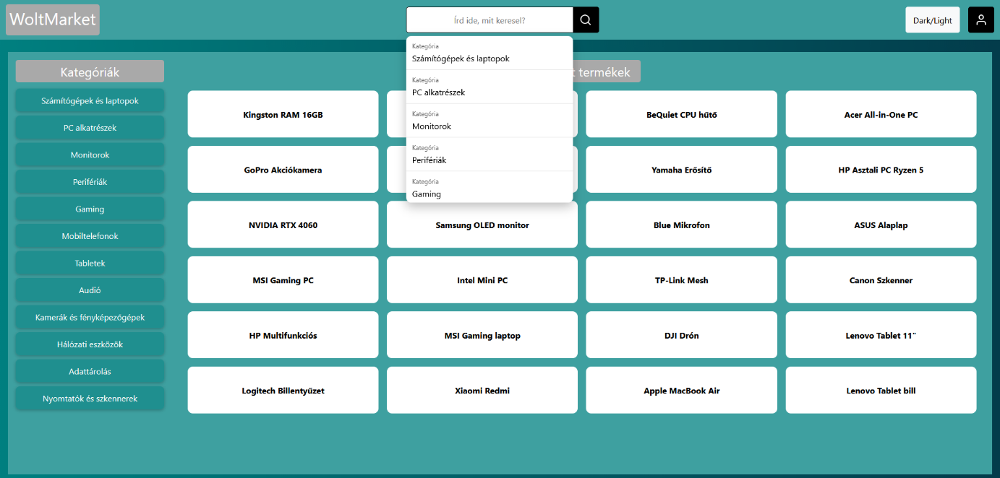 WoltMarket
Írd ide, mit keresel?
Dark/Light
Kategória
Számítógépek és laptopok
Kategória
PC alkatrészek
Kategória
Monitorok
Kategória
Perifériák
Kategória
Gaming
Kategóriák
Számítógépek és laptopok
PC alkatrészek
Monitorok
Perifériák
Gaming
Mobiltelefonok
Tabletek
Audió
Kamerák és fényképezőgépek
Hálózati eszközök
Adattárolás
Nyomtatók és szkennerek
termékek
Kingston RAM 16GB
BeQuiet CPU hűtő
Acer All-in-One PC
GoPro Akciókamera
Yamaha Erősítő
HP Asztali PC Ryzen 5
NVIDIA RTX 4060
Samsung OLED monitor
Blue Mikrofon
ASUS Alaplap
MSI Gaming PC
Intel Mini PC
TP-Link Mesh
Canon Szkenner
HP Multifunkciós
MSI Gaming laptop
DJI Drón
Lenovo Tablet 11"
Logitech Billentyűzet
Xiaomi Redmi
Apple MacBook Air
Lenovo Tablet bill